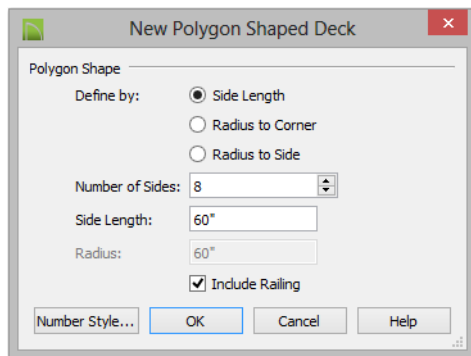 New Polygon Shaped Deck
Polygon Shape
Define by: Side Length
Radius to Corner
Radius to Side
Number of Sides: 8
Side Length: 60"
Radius: 60"
Include Railing
Number Style... OK Cancel Help